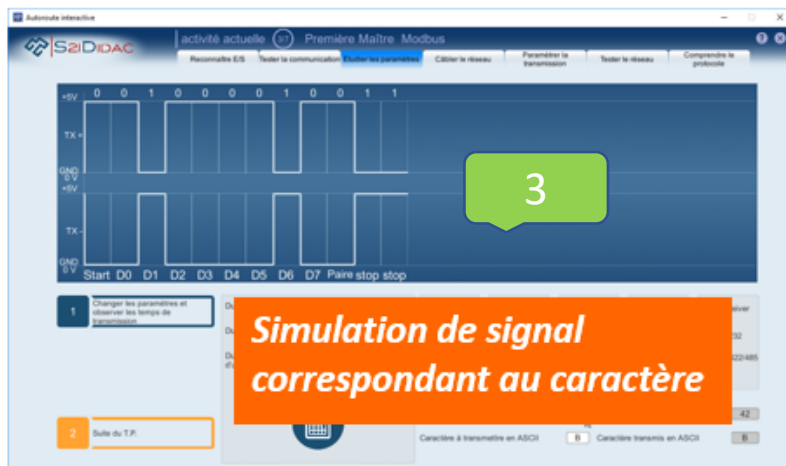 Autoroute interactive
S2IDIDAC
activité actuelle 3/7 Première Maître Modbus
Reconnaître E/S Tester la communication Etudier les paramètres Câbler le réseau Paramétrer la transmission Tester le réseau Comprendre le protocole
+5V 0 0 1 0 0 0 0 1 0 0 1 1
TX +
GND
0 V
+5V
TX -
GND
0 V
Start D0 D1 D2 D3 D4 D5 D6 D7 Paire stop stop
3
1 Changer les paramètres et
observer les temps de
transmission
Simulation de signal
correspondant au caractère
42
2 Suite du T.P.
Caractère à transmettre en ASCII B Caractère transmis en ASCII B